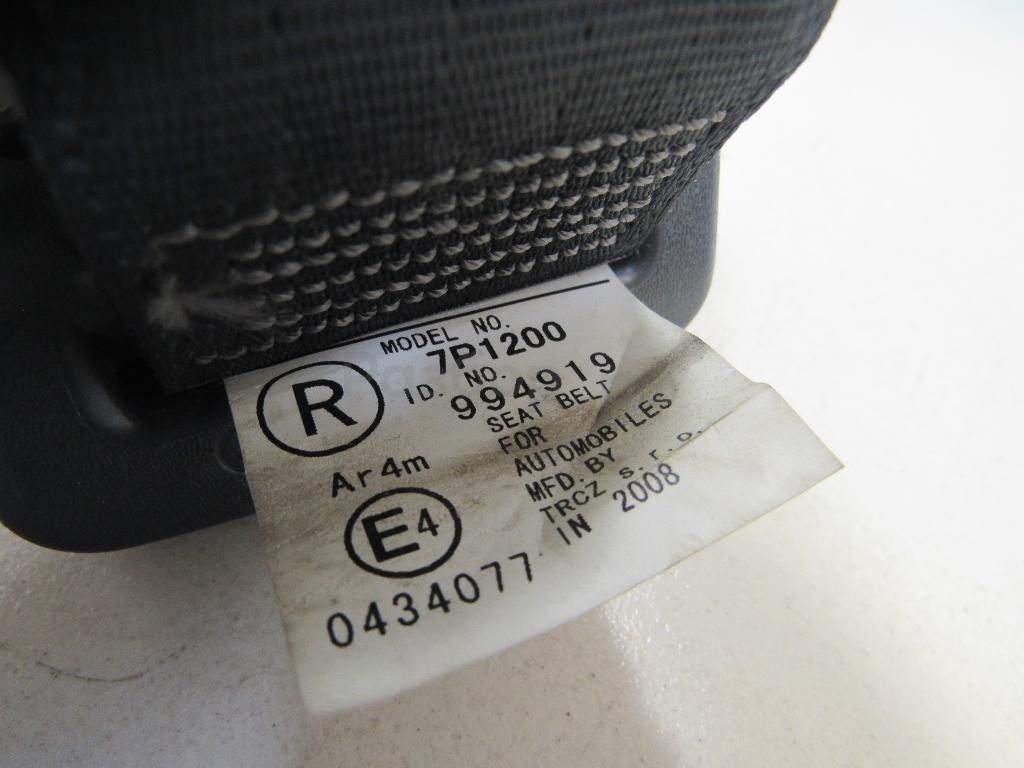 MODEL NO.
7P1200
ID. NO.
994919
R
SEAT BELT
FOR
AUTOMOBILES
MFD. BY
TRCZ s.r.o.
IN 2008
Ar4m
E4
0434077